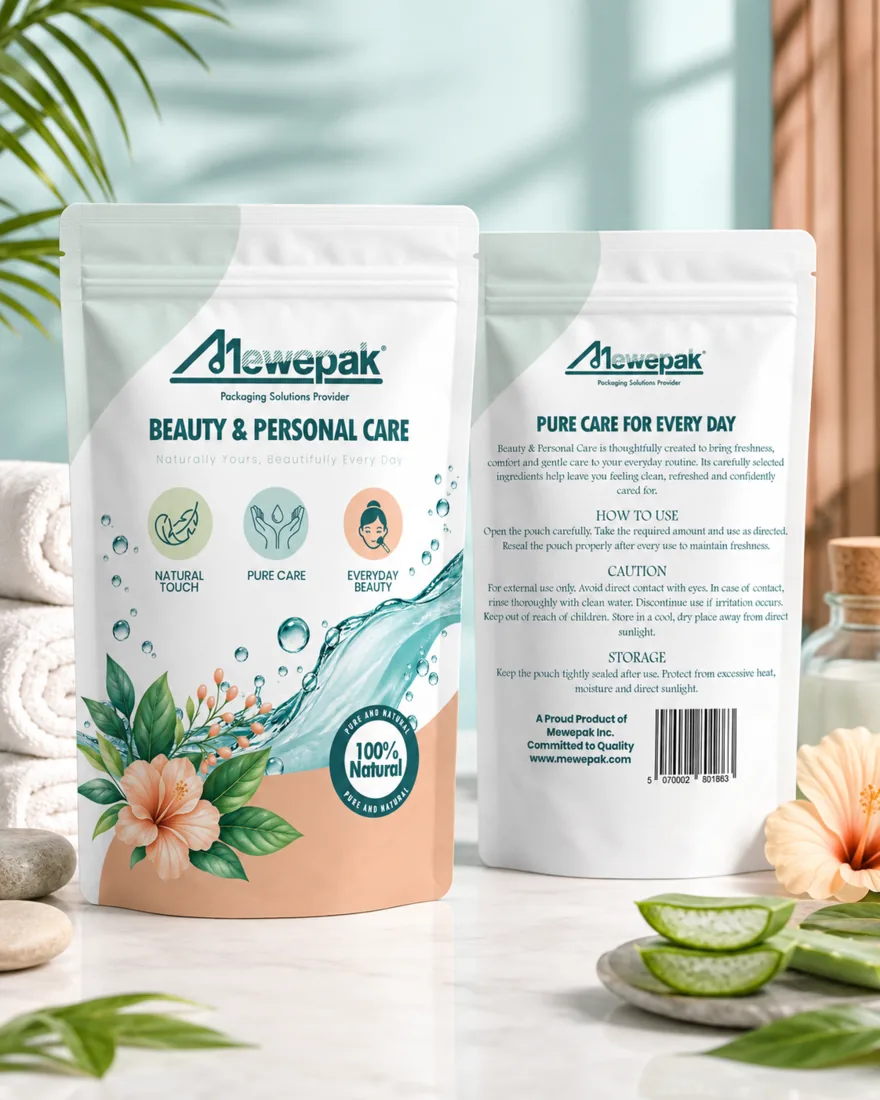 Mewepak®
Packaging Solutions Provider
BEAUTY & PERSONAL CARE
Naturally Yours, Beautifully Every Day
NATURAL
TOUCH
PURE CARE
EVERYDAY
BEAUTY
PURE AND NATURAL
100%
Natural
PURE AND NATURAL
Mewepak®
Packaging Solutions Provider
PURE CARE FOR EVERY DAY
Beauty & Personal Care is thoughtfully created to bring freshness,
comfort and gentle care to your everyday routine. Its carefully selected
ingredients help leave you feeling clean, refreshed and confidently
cared for.
HOW TO USE
Open the pouch carefully. Take the required amount and use as directed.
Reseal the pouch properly after every use to maintain freshness.
CAUTION
For external use only. Avoid direct contact with eyes. In case of contact,
rinse thoroughly with clean water. Discontinue use if irritation occurs.
Keep out of reach of children. Store in a cool, dry place away from direct
sunlight.
STORAGE
Keep the pouch tightly sealed after use. Protect from excessive heat,
moisture and direct sunlight.
A Proud Product of
Mewepak Inc.
Committed to Quality
www.mewepak.com
5 070002 801863